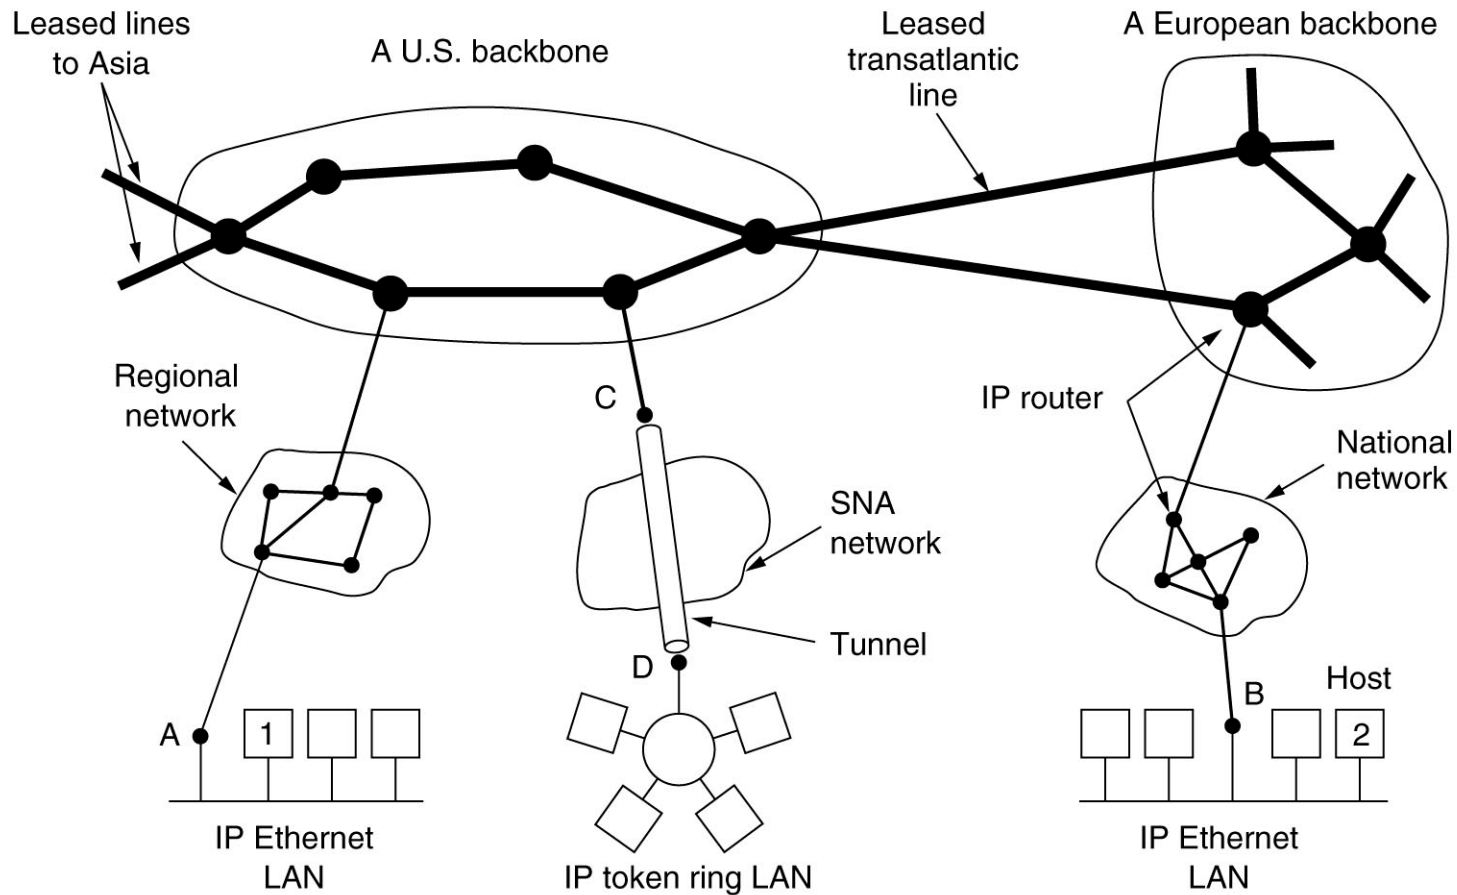 Leased lines
to Asia
A U.S. backbone
Leased
transatlantic
line
A European backbone
Regional
network
C
IP router
National
network
SNA
network
Tunnel
D
A
1
B
Host
2
IP Ethernet
LAN
IP token ring LAN
IP Ethernet
LAN